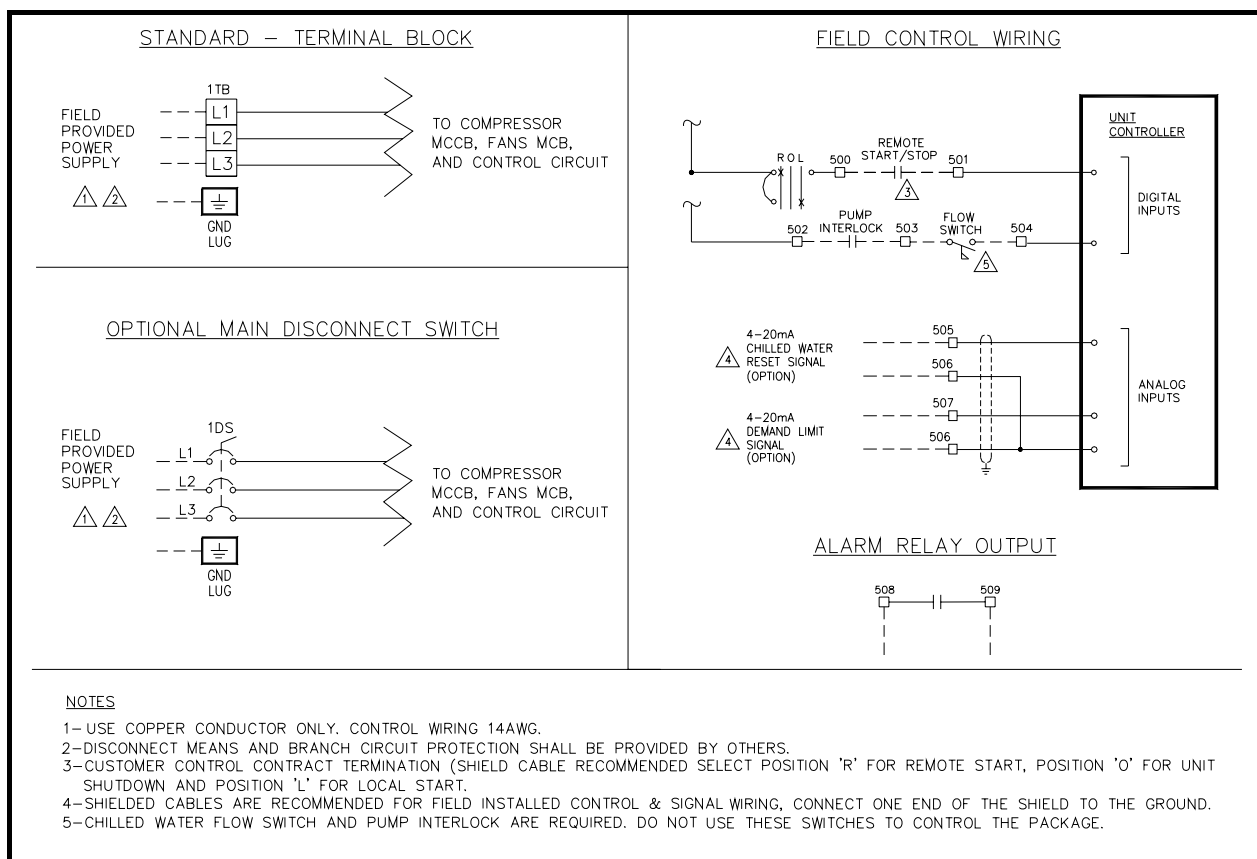 STANDARD – TERMINAL BLOCK
1TB
FIELD
PROVIDED
POWER
SUPPLY
L1
L2
L3
TO COMPRESSOR
MCCB, FANS MCB,
AND CONTROL CIRCUIT
1 2
GND
LUG
OPTIONAL MAIN DISCONNECT SWITCH
1DS
FIELD
PROVIDED
POWER
SUPPLY
L1
L2
L3
TO COMPRESSOR
MCCB, FANS MCB,
AND CONTROL CIRCUIT
1 2
GND
LUG
FIELD CONTROL WIRING
UNIT
CONTROLLER
R O L
500
REMOTE
START/STOP
501
3
DIGITAL
INPUTS
502
PUMP
INTERLOCK
503
FLOW
SWITCH
504
5
4
4–20mA
CHILLED WATER
RESET SIGNAL
(OPTION)
505
506
4
4–20mA
DEMAND LIMIT
SIGNAL
(OPTION)
507
506
ANALOG
INPUTS
ALARM RELAY OUTPUT
508
509
NOTES
1– USE COPPER CONDUCTOR ONLY. CONTROL WIRING 14AWG.
2–DISCONNECT MEANS AND BRANCH CIRCUIT PROTECTION SHALL BE PROVIDED BY OTHERS.
3–CUSTOMER CONTROL CONTRACT TERMINATION (SHIELD CABLE RECOMMENDED SELECT POSITION 'R' FOR REMOTE START, POSITION 'O' FOR UNIT
SHUTDOWN AND POSITION 'L' FOR LOCAL START.
4–SHIELDED CABLES ARE RECOMMENDED FOR FIELD INSTALLED CONTROL & SIGNAL WIRING, CONNECT ONE END OF THE SHIELD TO THE GROUND.
5–CHILLED WATER FLOW SWITCH AND PUMP INTERLOCK ARE REQUIRED. DO NOT USE THESE SWITCHES TO CONTROL THE PACKAGE.